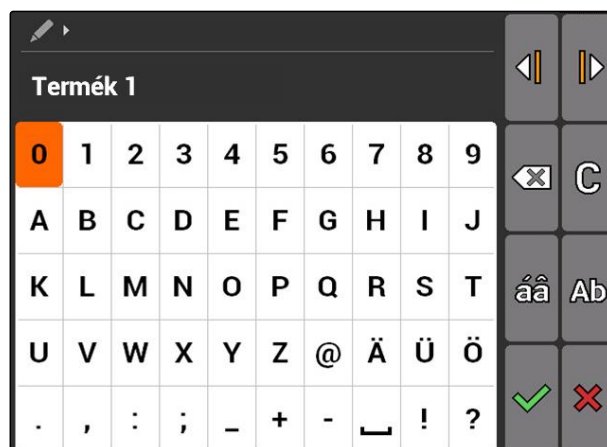 Termék 1
0 1 2 3 4 5 6 7 8 9
A B C D E F G H I J C
K L M N O P Q R S T áâ Ab
U V W X Y Z @ Ä Ü Ö
. , : ; _ + - ⎵ ! ?